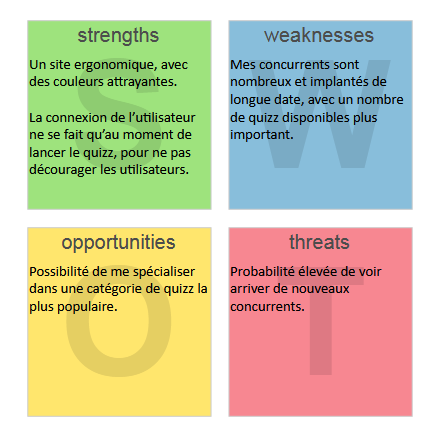 strengths
Un site ergonomique, avec
des couleurs attrayantes.
La connexion de l'utilisateur
ne se fait qu'au moment de
lancer le quizz, pour ne pas
décourager les utilisateurs.
S
weaknesses
Mes concurrents sont
nombreux et implantés de
longue date, avec un nombre
de quizz disponibles plus
important.
W
opportunities
Possibilité de me spécialiser
dans une catégorie de quizz la
plus populaire.
O
threats
Probabilité élevée de voir
arriver de nouveaux
concurrents.
T